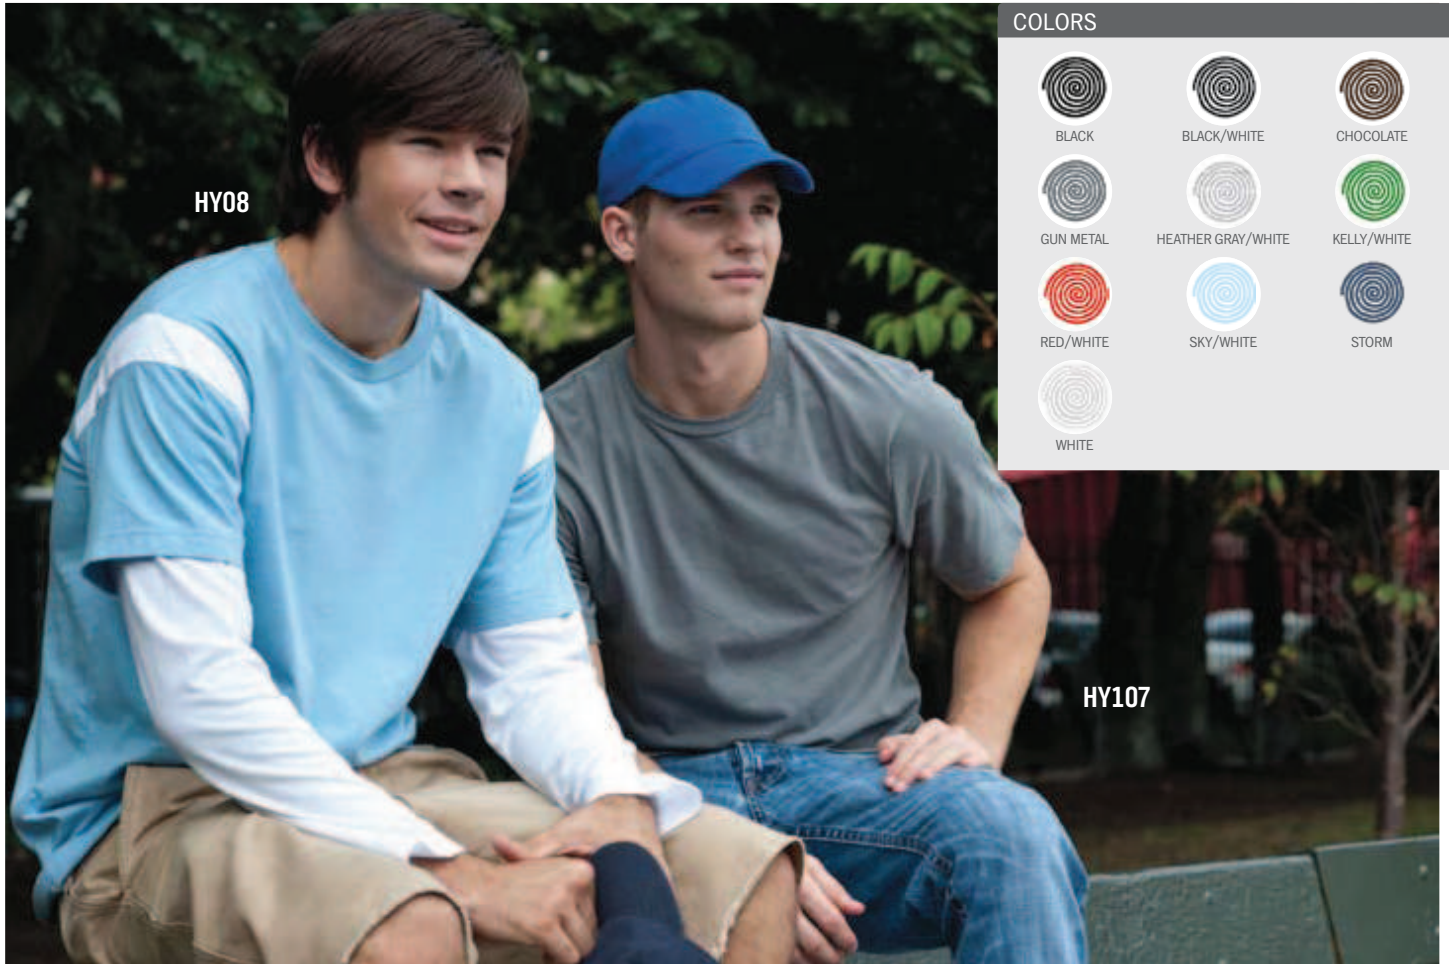 COLORS
BLACK
BLACK/WHITE
CHOCOLATE
GUN METAL
HEATHER GRAY/WHITE
KELLY/WHITE
RED/WHITE
SKY/WHITE
STORM
WHITE
HY08
HY107